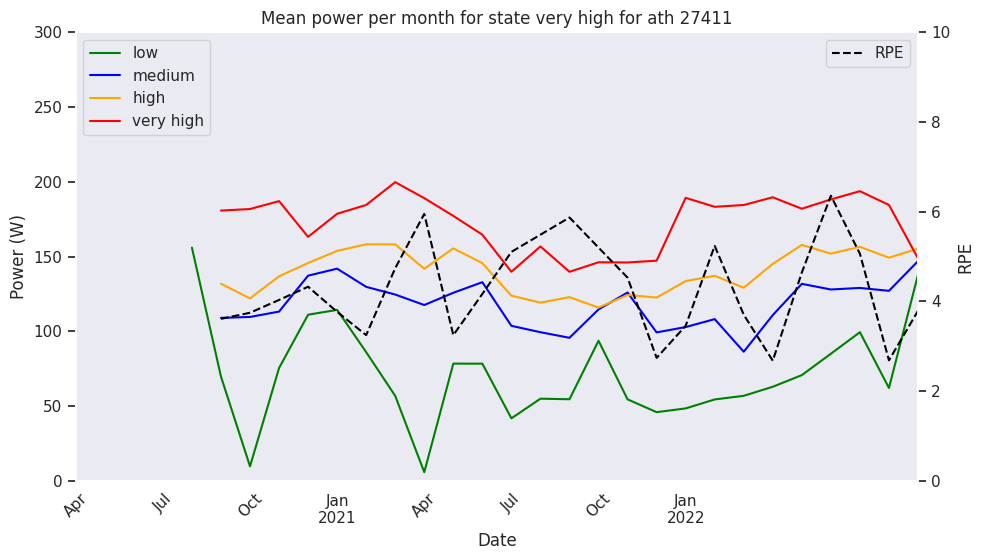 Mean power per month for state very high for ath 27411
low
medium
high
very high
RPE
300
250
200
150
100
50
0
Power (W)
10
8
6
4
2
0
RPE
Apr
Jul
Oct
Jan
2021
Apr
Jul
Oct
Jan
2022
Date